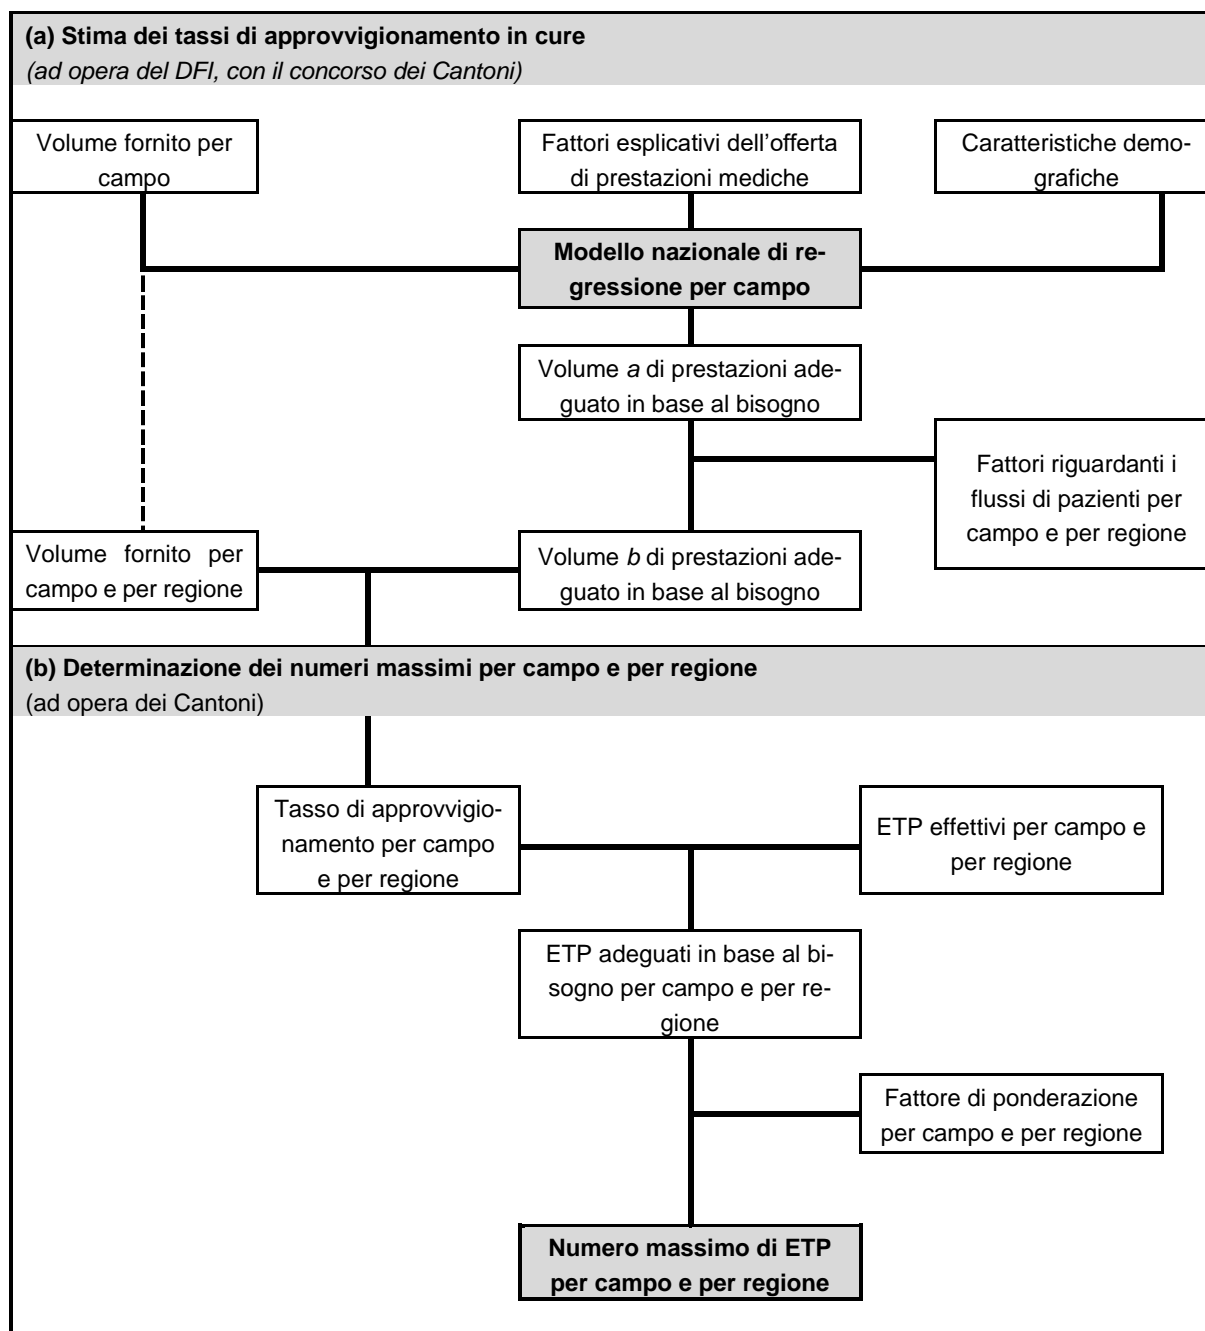 (a) Stima dei tassi di approvvigionamento in cure
(ad opera del DFI, con il concorso dei Cantoni)
Volume fornito per
campo
Fattori esplicativi dell'offerta
di prestazioni mediche
Caratteristiche demo-
grafiche
Modello nazionale di re-
gressione per campo
Volume a di prestazioni ade-
guato in base al bisogno
Fattori riguardanti i
flussi di pazienti per
campo e per regione
Volume fornito per
campo e per regione
Volume b di prestazioni ade-
guato in base al bisogno
(b) Determinazione dei numeri massimi per campo e per regione
(ad opera dei Cantoni)
Tasso di approvvigio-
namento per campo
e per regione
ETP effettivi per campo e
per regione
ETP adeguati in base al bi-
sogno per campo e per re-
gione
Fattore di ponderazione
per campo e per regione
Numero massimo di ETP
per campo e per regione